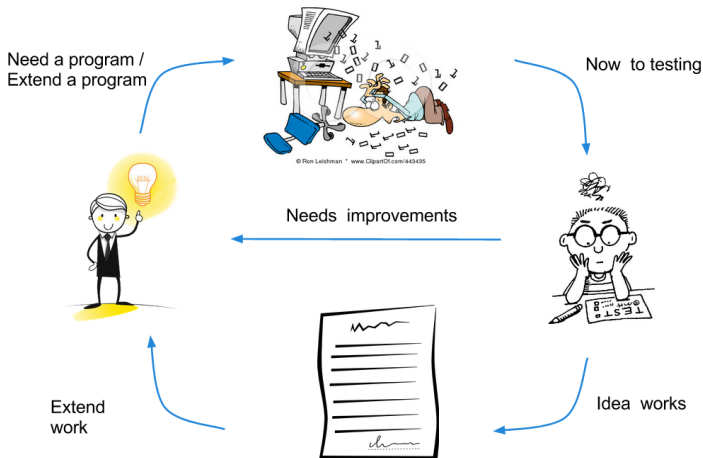 Need a program /
Extend a program
Now to testing
© Ron Leishman * www.ClipartOf.com/443435
Needs improvements
TEST
Extend
work
Idea works